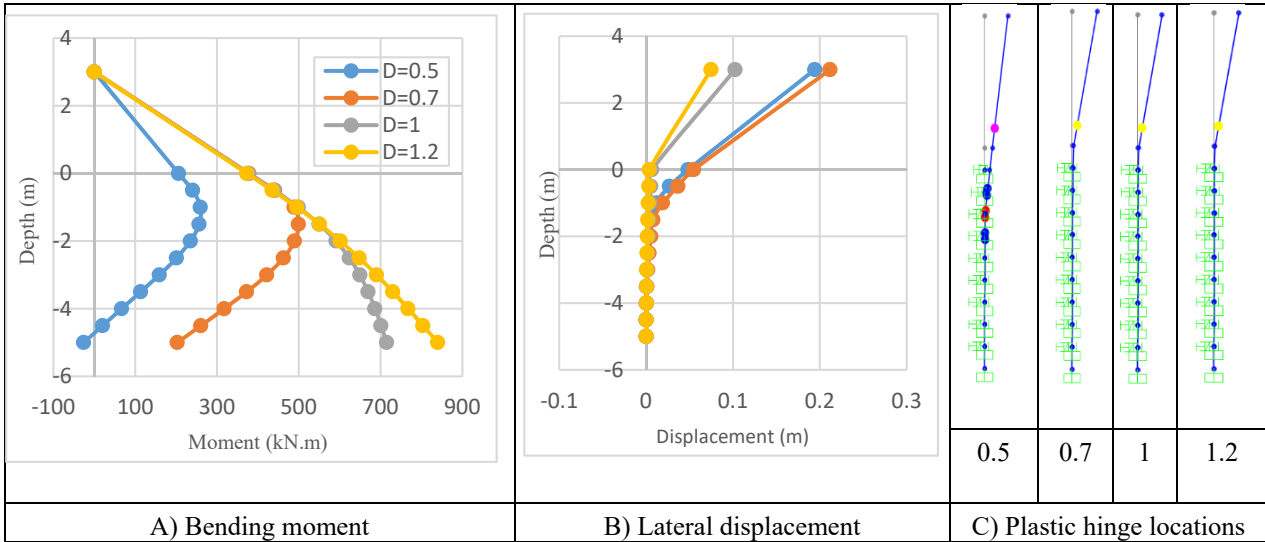 4
2
0
-2
-4
-6
-100
100
300
500
700
900
Depth (m)
Moment (kN.m)
D=0.5
D=0.7
D=1
D=1.2
4
2
0
-2
-4
-6
-0.1
0
0.1
0.2
0.3
Depth (m)
Displacement (m)
0.5
0.7
1
1.2
A) Bending moment
B) Lateral displacement
C) Plastic hinge locations